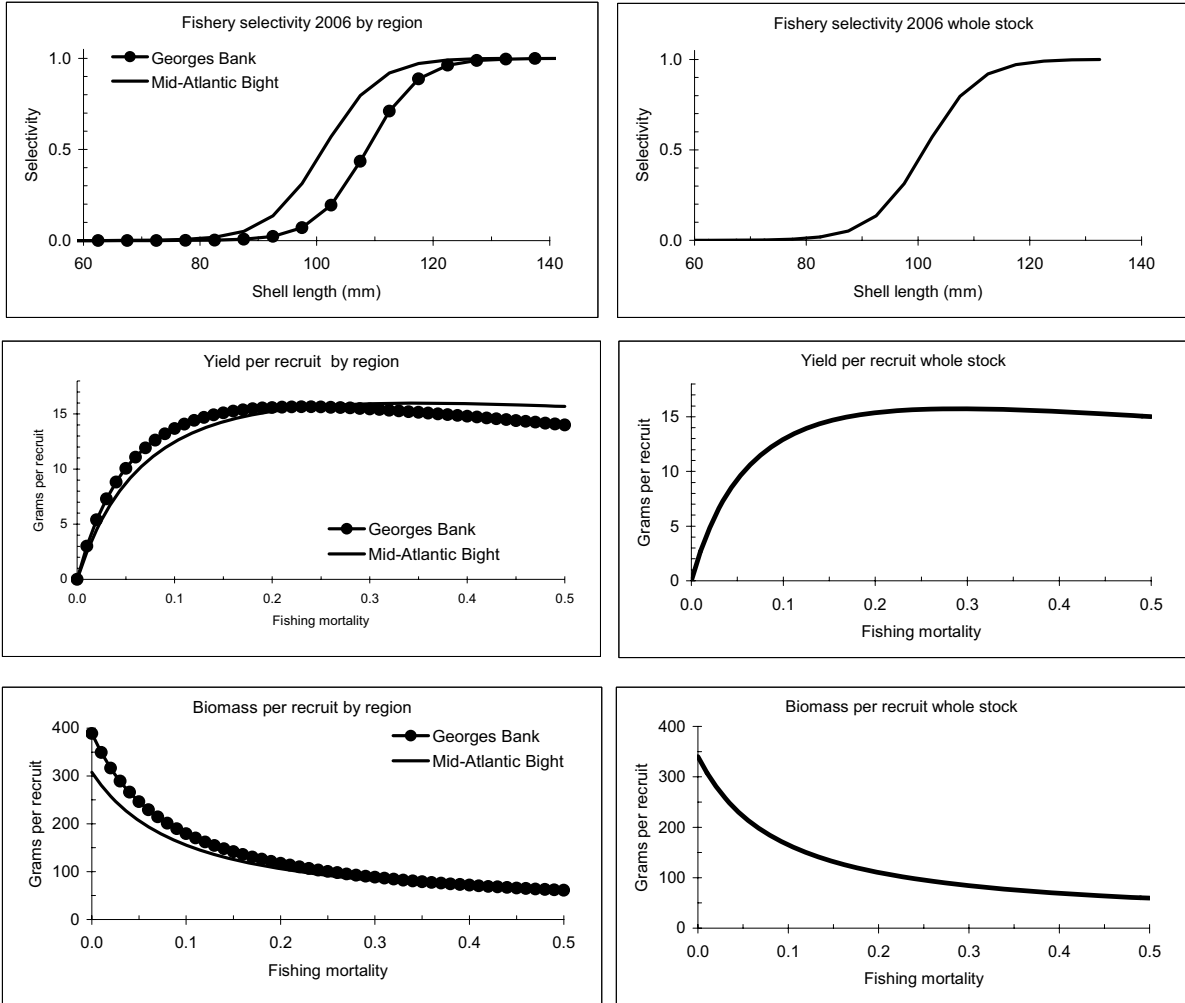 Fishery selectivity 2006 by region
1.0
0.5
0.0
Selectivity
Georges Bank
Mid-Atlantic Bight
60 80 100 120 140
Shell length (mm)
Fishery selectivity 2006 whole stock
1.0
0.5
0.0
Selectivity
60 80 100 120 140
Shell length (mm)
Yield per recruit by region
15
10
5
0
Grams per recruit
Georges Bank
Mid-Atlantic Bight
0.0 0.1 0.2 0.3 0.4 0.5
Fishing mortality
Yield per recruit whole stock
15
10
5
0
Grams per recruit
0.0 0.1 0.2 0.3 0.4 0.5
Fishing mortality
Biomass per recruit by region
400
300
200
100
0
Grams per recruit
Georges Bank
Mid-Atlantic Bight
0.0 0.1 0.2 0.3 0.4 0.5
Fishing mortality
Biomass per recruit whole stock
400
300
200
100
0
Grams per recruit
0.0 0.1 0.2 0.3 0.4 0.5
Fishing mortality